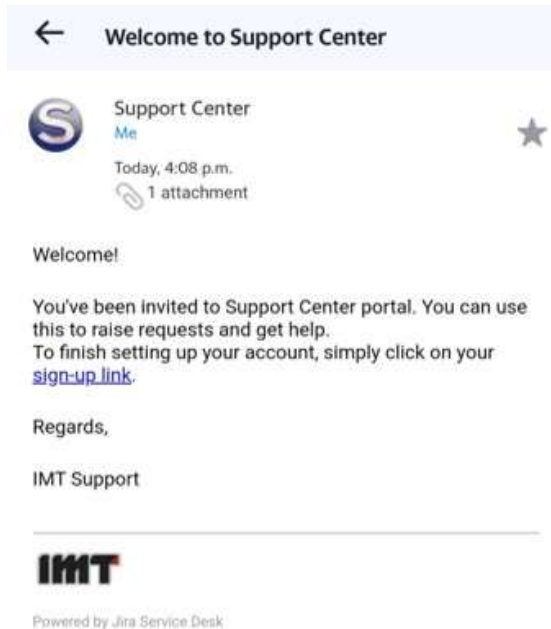 Welcome to Support Center
S
Support Center
Me
Today, 4:08 p.m.
1 attachment
Welcome!
You've been invited to Support Center portal. You can use
this to raise requests and get help.
To finish setting up your account, simply click on your
sign-up link.
Regards,
IMT Support
IMT
Powered by Jira Service Desk